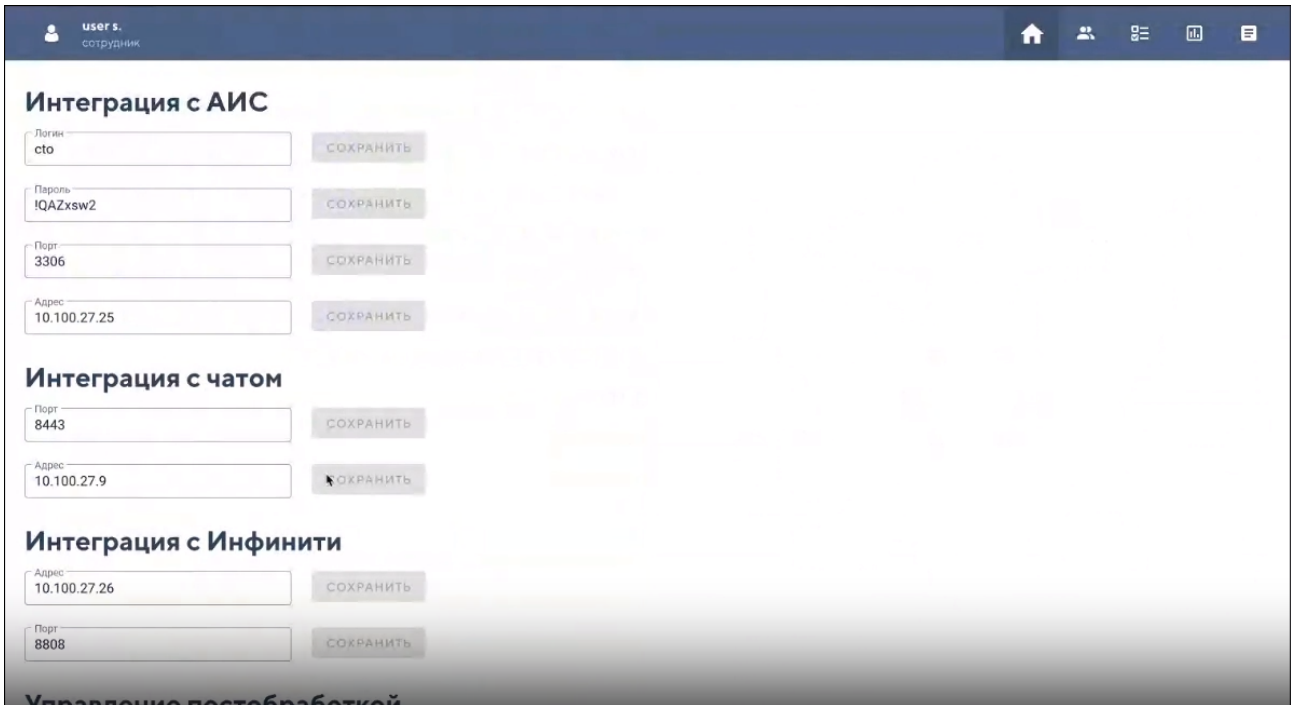 user s.
сотрудник
Интеграция с АИС
Логин
cto
СОХРАНИТЬ
Пароль
!QAZxsw2
СОХРАНИТЬ
Порт
3306
СОХРАНИТЬ
Адрес
10.100.27.25
СОХРАНИТЬ
Интеграция с чатом
Порт
8443
СОХРАНИТЬ
Адрес
10.100.27.9
СОХРАНИТЬ
Интеграция с Инфинити
Адрес
10.100.27.26
СОХРАНИТЬ
Порт
8808
СОХРАНИТЬ
Управление постобработкой